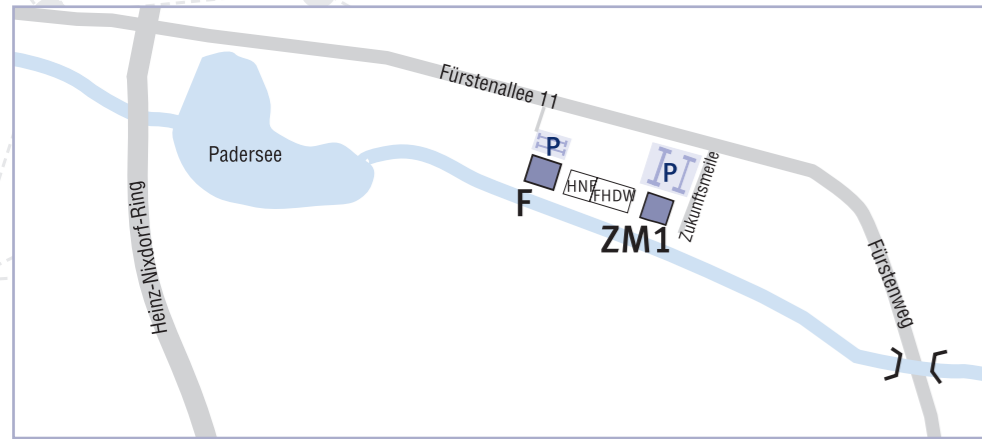 Fürstenallee 11
Padersee
P
P
HNF
FHDW
Zukunftsmeile
F
ZM1
Heinz-Nixdorf-Ring
Fürstenweg